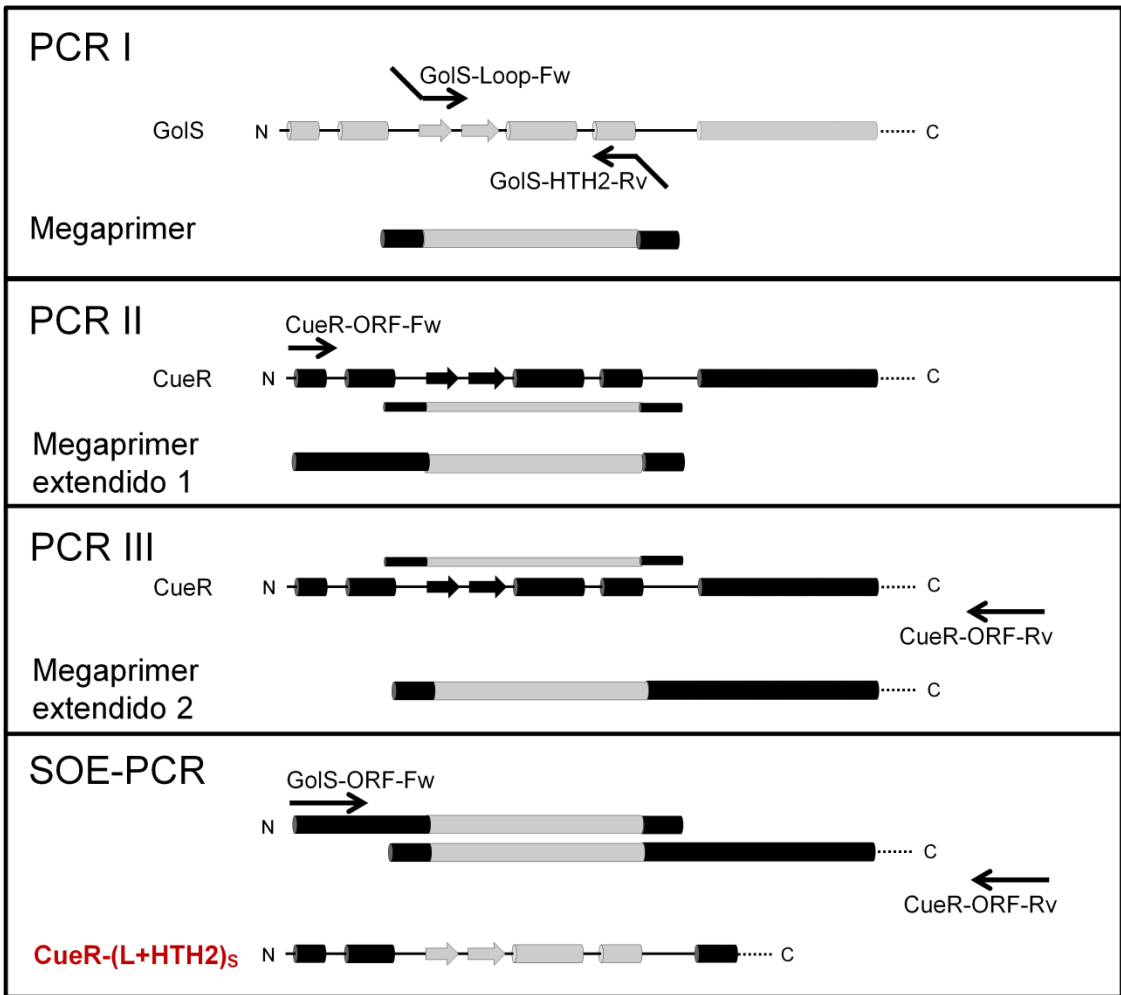 PCR I
GolS-Loop-Fw
GolS N C
GolS-HTH2-Rv
Megaprimer
PCR II
CueR-ORF-Fw
CueR N C
Megaprimer
extendido 1
PCR III
CueR N C
CueR-ORF-Rv
Megaprimer
extendido 2
C
SOE-PCR
GolS-ORF-Fw
N
C
CueR-ORF-Rv
CueR-(L+HTH2)s N C